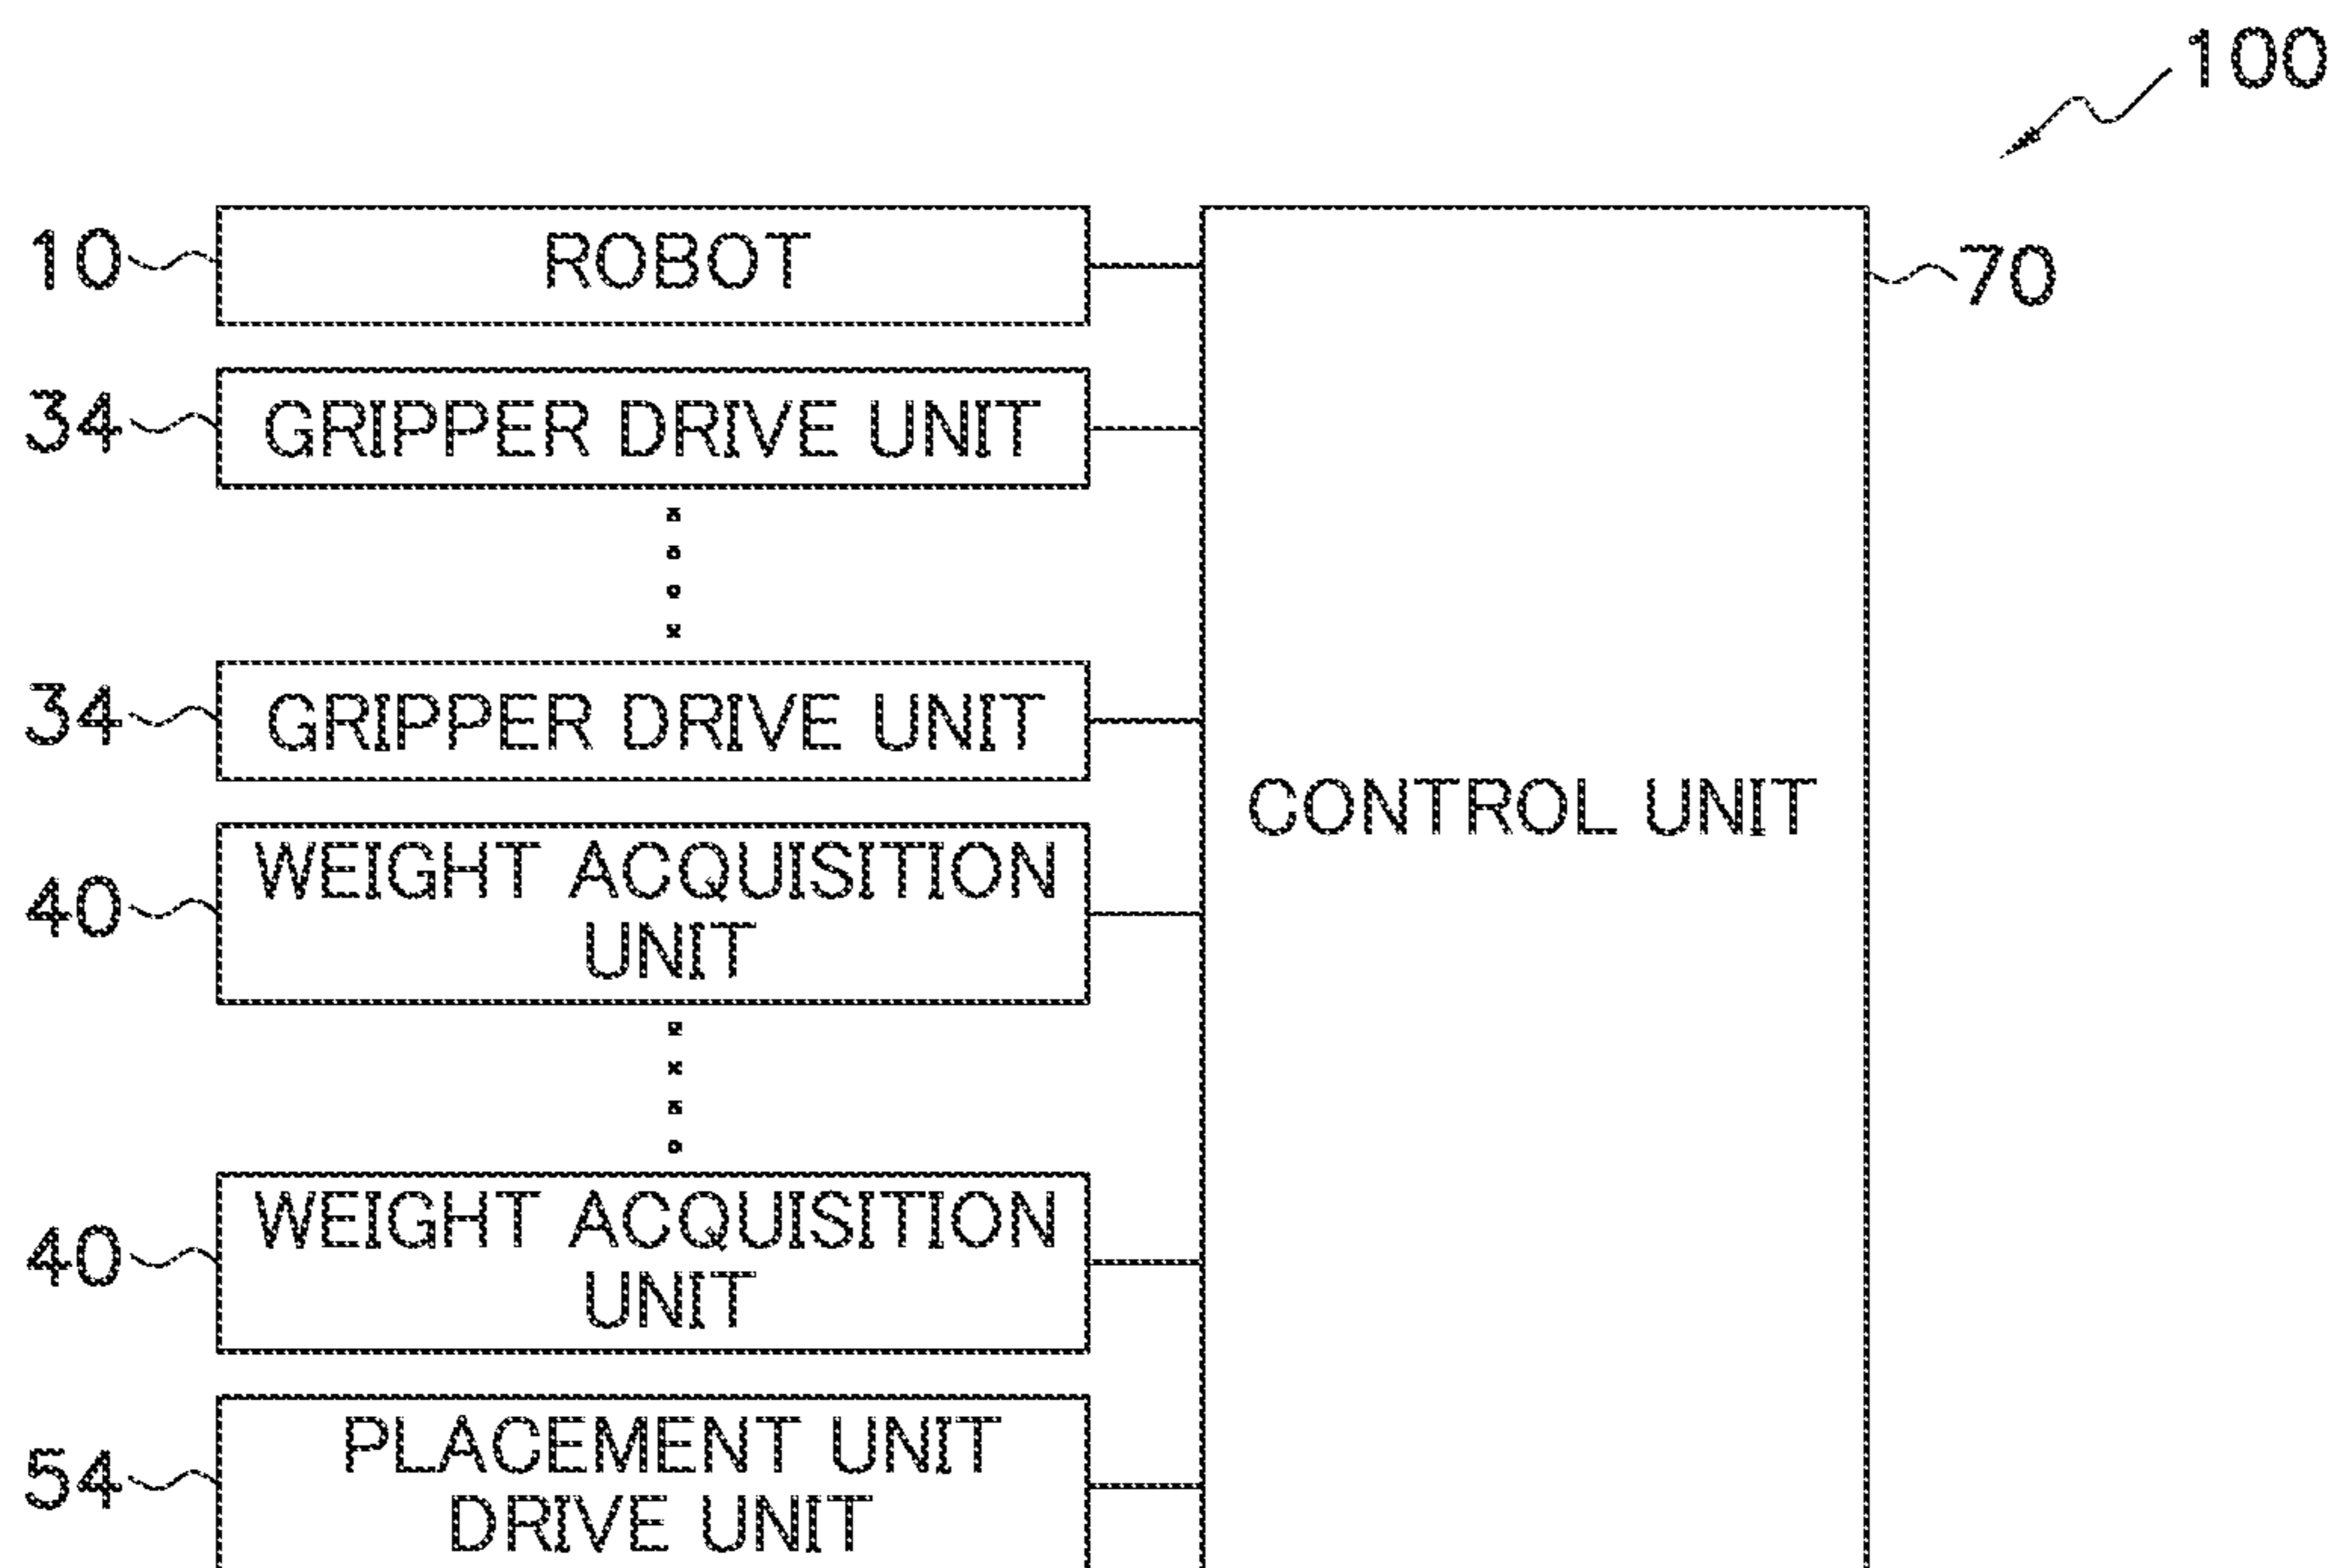 100
10 ROBOT
70
34 GRIPPER DRIVE UNIT
34 GRIPPER DRIVE UNIT
CONTROL UNIT
40 WEIGHT ACQUISITION
UNIT
40 WEIGHT ACQUISITION
UNIT
54 PLACEMENT UNIT
DRIVE UNIT